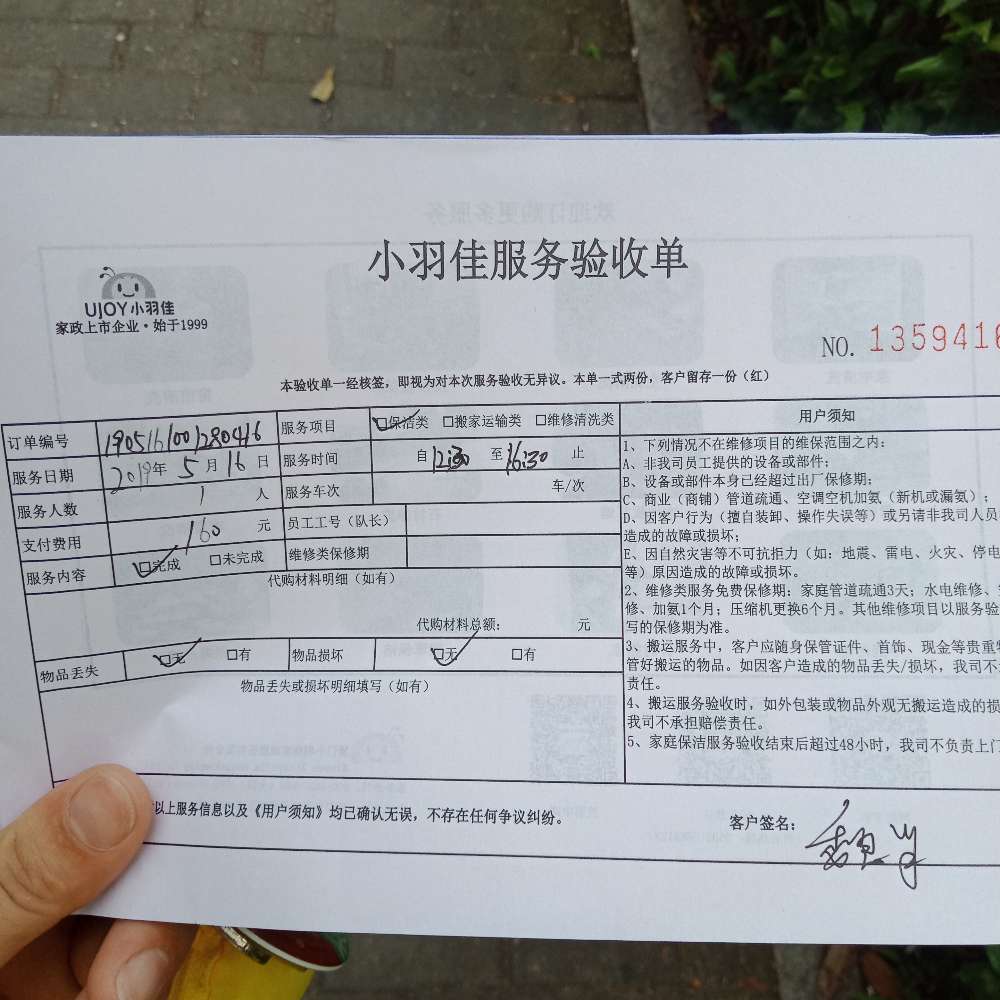 小羽佳服务验收单
UJOY小羽佳
家政上市企业·始于1999
NO. 1359416
本验收单一经核签，即视为对本次服务验收无异议。本单一式两份，客户留存一份（红）
订单编号 1905161001280416 服务项目 □保洁类 □搬家运输类 □维修清洗类
服务日期 2019年 5 月 16 日 服务时间 自 12:30 至 16:30 止
服务人数 1 人 服务车次 车/次
支付费用 160 元 员工工号（队长）
服务内容 □完成 □未完成 维修类保修期
代购材料明细（如有）
代购材料总额： 元
物品丢失 □无 □有 物品损坏 □无 □有
物品丢失或损坏明细填写（如有）
用户须知
1、下列情况不在维修项目的维保范围之内：
A、非我司员工提供的设备或部件；
B、设备或部件本身已经超过出厂保修期；
C、商业（商铺）管道疏通、空调空机加氨（新机或漏氨）；
D、因客户行为（擅自装卸、操作失误等）或另请非我司人员
造成的故障或损坏；
E、因自然灾害等不可抗拒力（如：地震、雷电、火灾、停电
等）原因造成的故障或损坏。
2、维修类服务免费保修期：家庭管道疏通3天；水电维修、
修、加氨1个月；压缩机更换6个月。其他维修项目以服务验
写的保修期为准。
3、搬运服务中，客户应随身保管证件、首饰、现金等贵重
管好搬运的物品。如因客户造成的物品丢失/损坏，我司不
责任。
4、搬运服务验收时，如外包装或物品外观无搬运造成的损
我司不承担赔偿责任。
5、家庭保洁服务验收结束后超过48小时，我司不负责上门
以上服务信息以及《用户须知》均已确认无误，不存在任何争议纠纷。
客户签名：